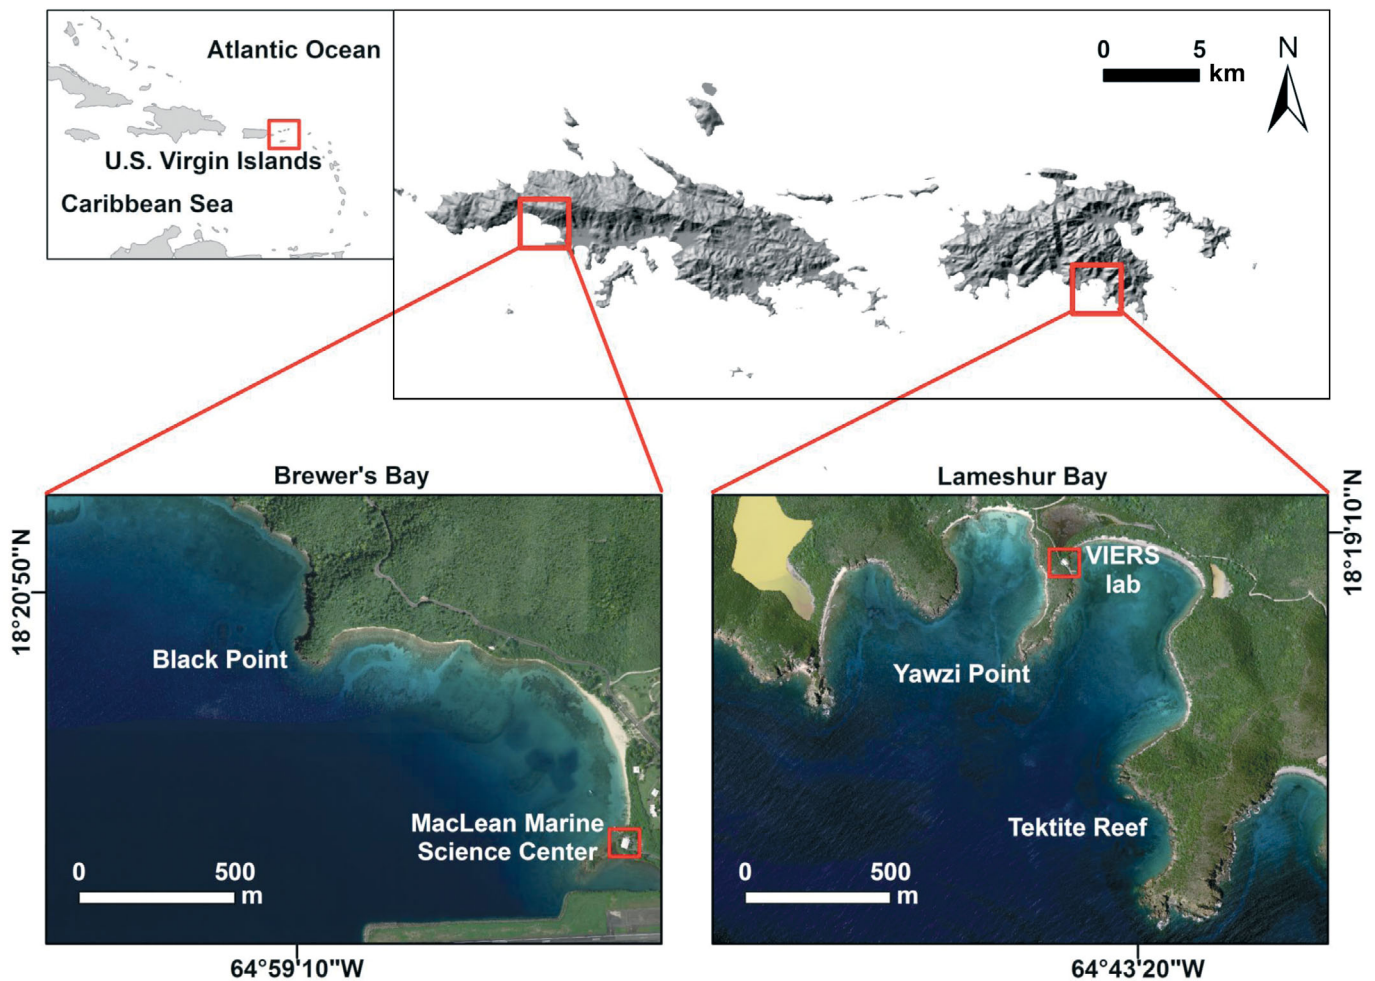 Atlantic Ocean
U.S. Virgin Islands
Caribbean Sea
0 5
km
N
Brewer's Bay
18°20'50"N
Black Point
MacLean Marine
Science Center
0 500
m
64°59'10"W
Lameshur Bay
18°19'10"N
VIERS
lab
Yawzi Point
Tektite Reef
0 500
m
64°43'20"W